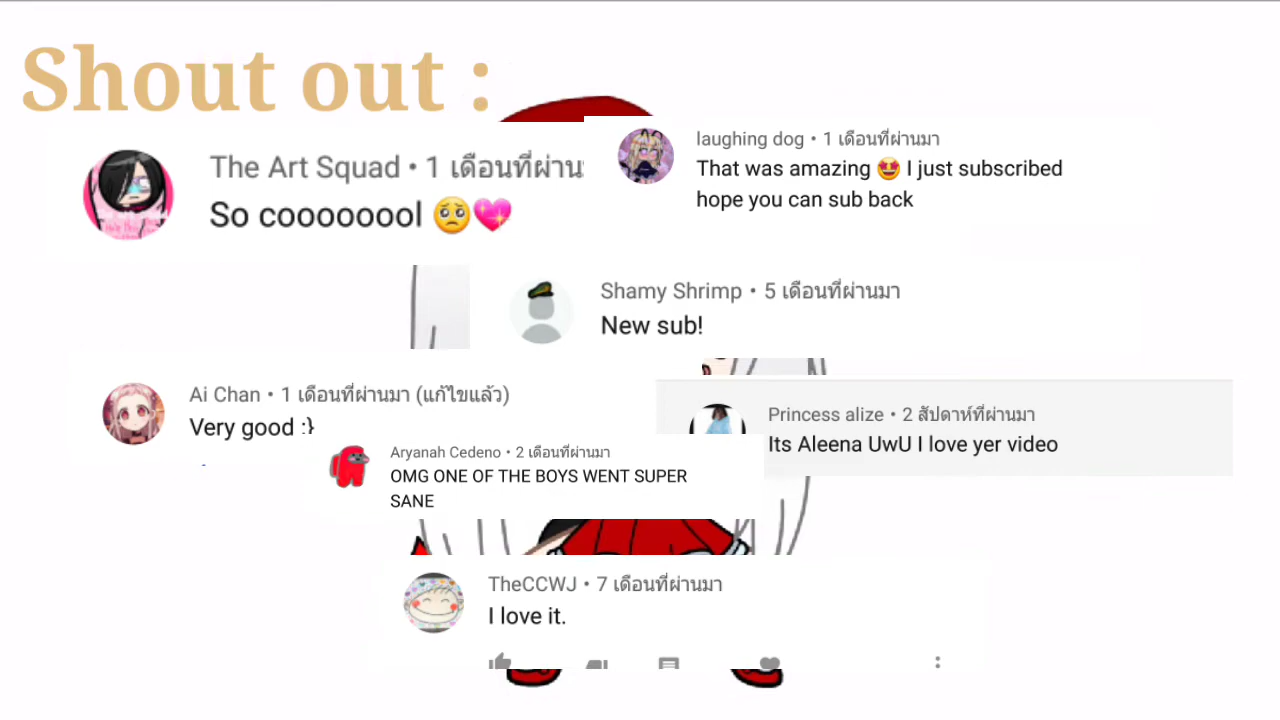 Shout out :
The Art Squad • 1 เดือนที่ผ่าน
So coooooool 🥺💖
laughing dog • 1 เดือนที่ผ่านมา
That was amazing 🤩 I just subscribed
hope you can sub back
Shamy Shrimp • 5 เดือนที่ผ่านมา
New sub!
Ai Chan • 1 เดือนที่ผ่านมา (แก้ไขแล้ว)
Very good :}
Princess alize • 2 สัปดาห์ที่ผ่านมา
Its Aleena UwU I love yer video
Aryanah Cedeno • 2 เดือนที่ผ่านมา
OMG ONE OF THE BOYS WENT SUPER
SANE
TheCCWJ • 7 เดือนที่ผ่านมา
I love it.